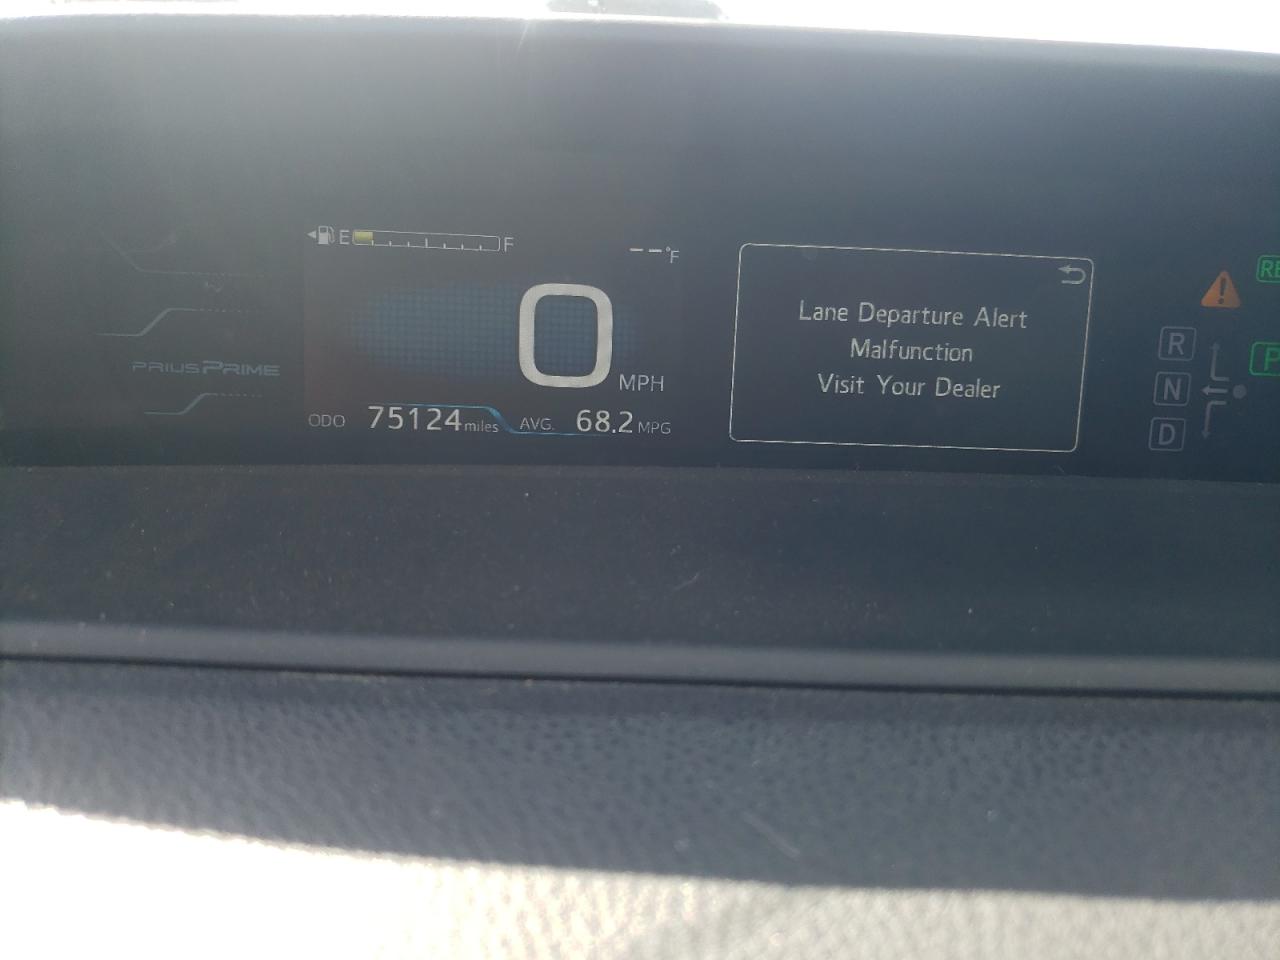 E F
--°F
0 MPH
PRIUS PRIME
ODO 75124 miles AVG. 68.2 MPG
Lane Departure Alert
Malfunction
Visit Your Dealer
R
N
D
P